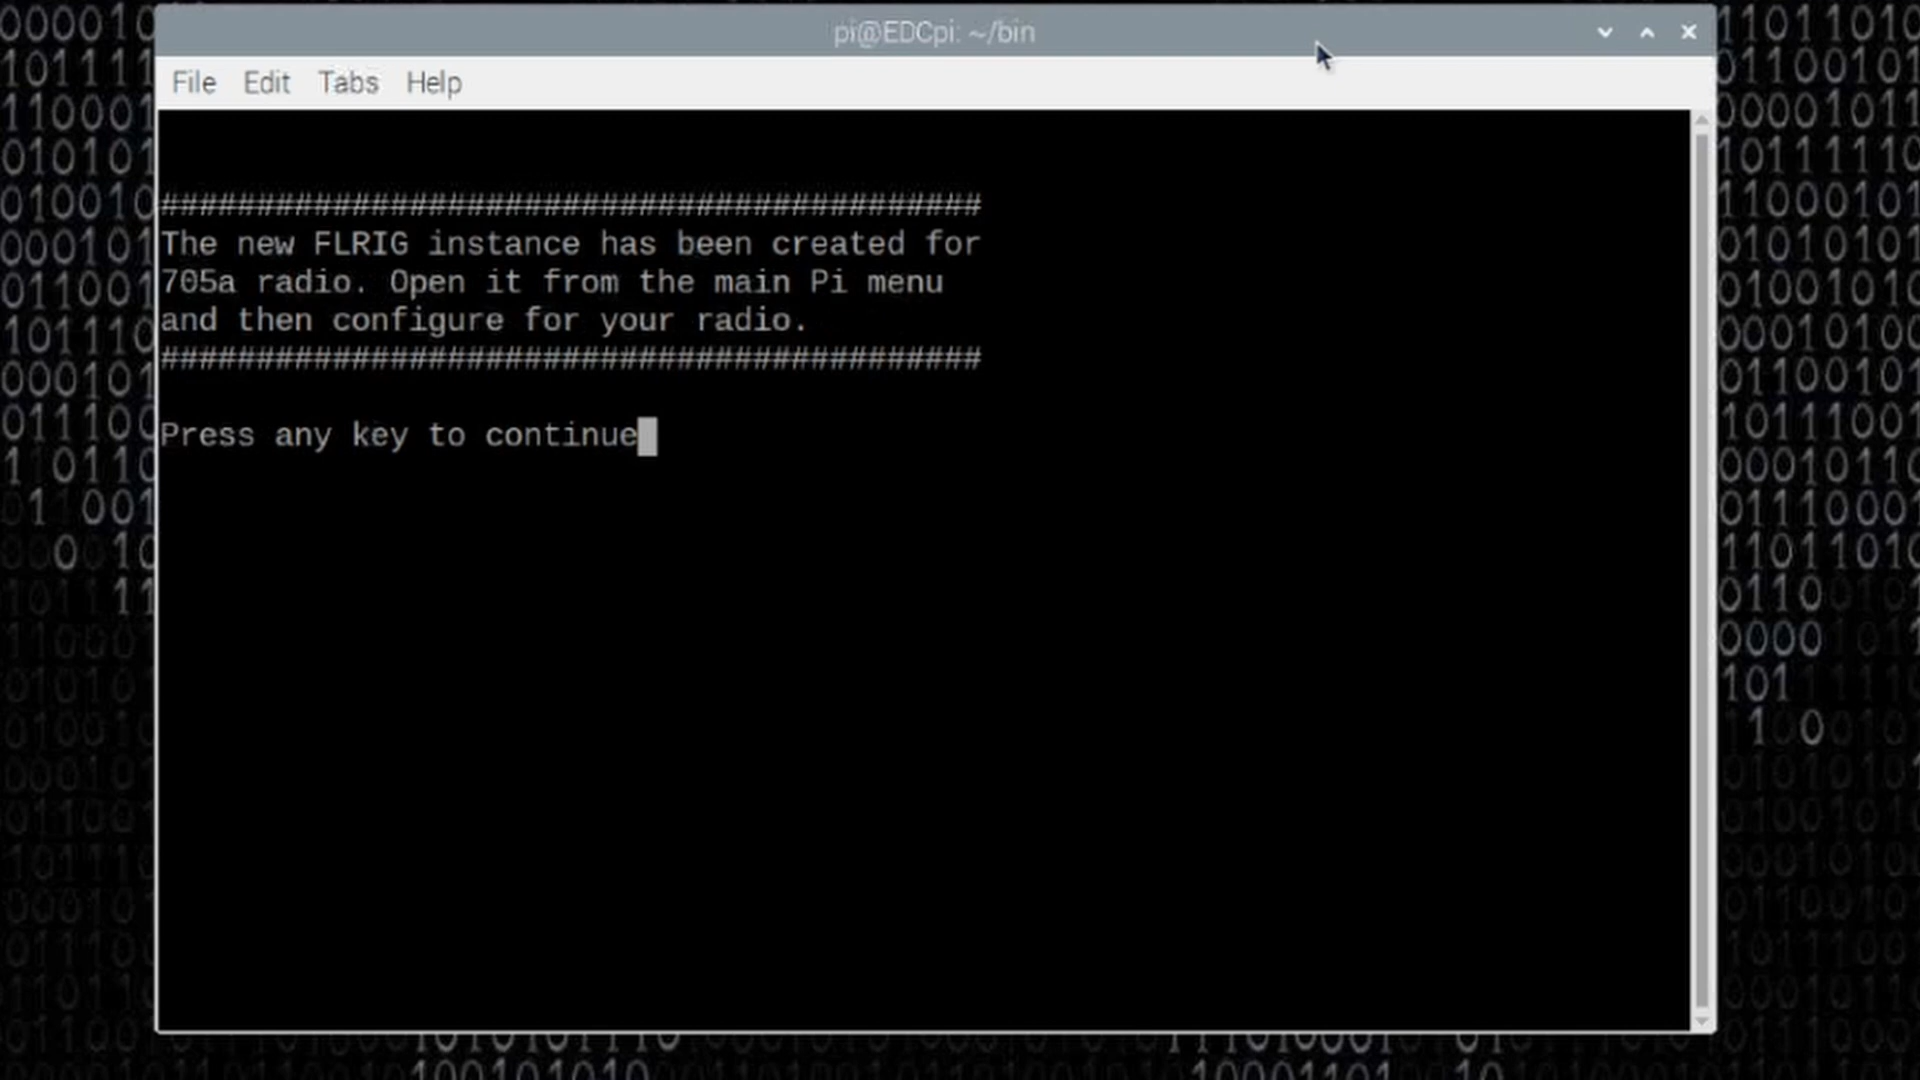 pi@EDCpi: ~/bin
File Edit Tabs Help
###########################################
The new FLRIG instance has been created for
705a radio. Open it from the main Pi menu
and then configure for your radio.
###########################################
Press any key to continue